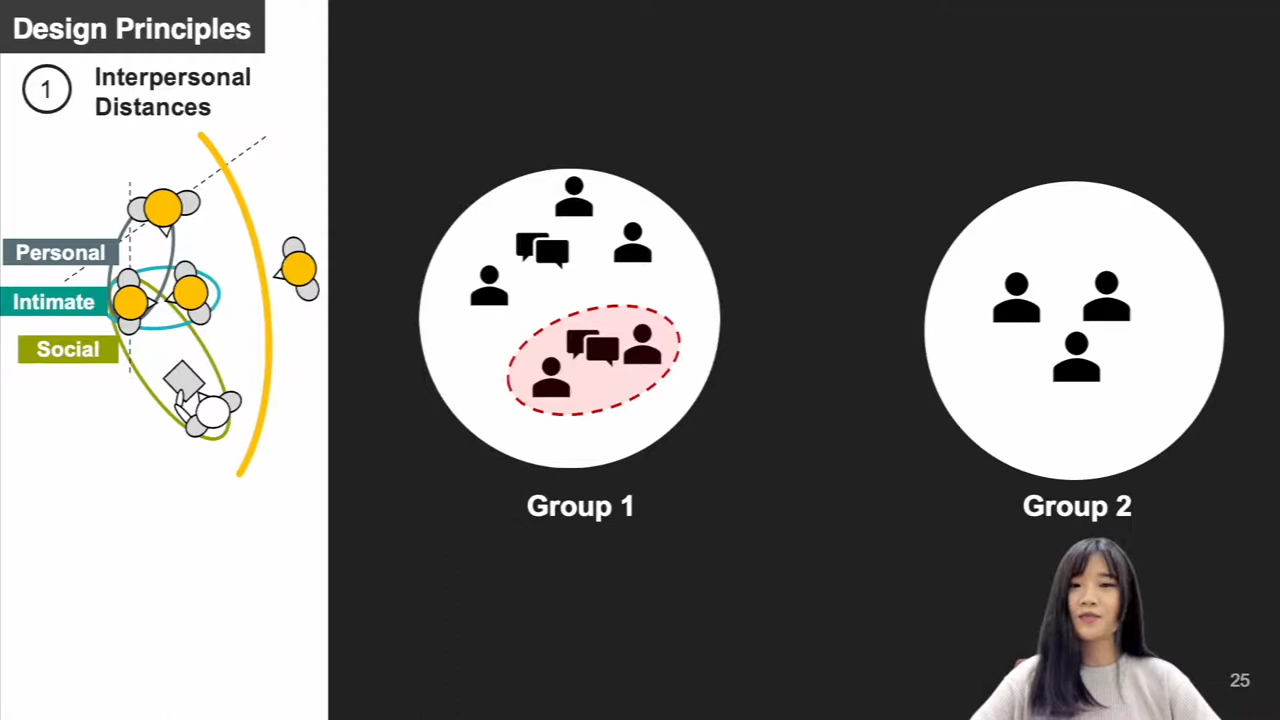 Design Principles
1
Interpersonal
Distances
Personal
Intimate
Social
Group 1
Group 2
25